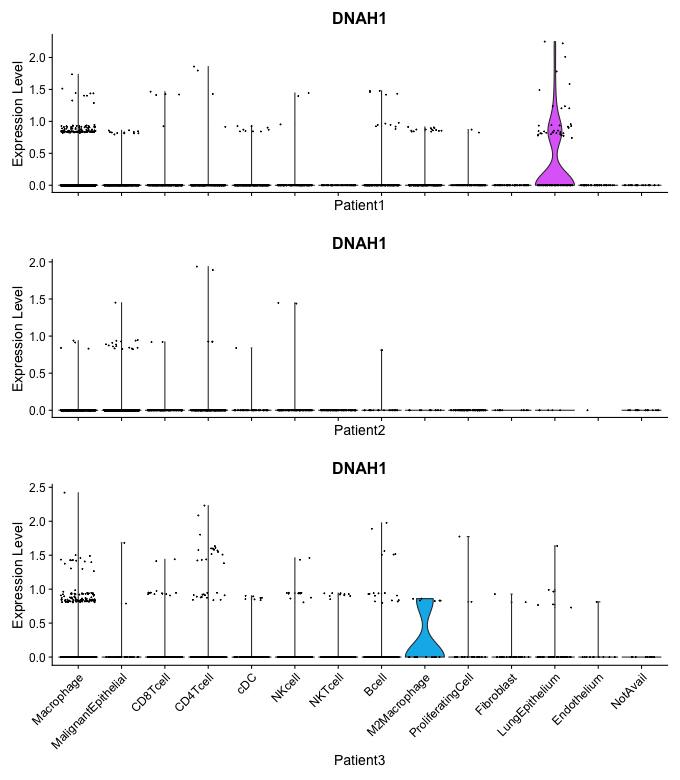 DNAH1
Expression Level
2.0
1.5
1.0
0.5
0.0
Patient1
DNAH1
Expression Level
2.0
1.5
1.0
0.5
0.0
Patient2
DNAH1
Expression Level
2.5
2.0
1.5
1.0
0.5
0.0
Macrophage
MalignantEpithelial
CD8Tcell
CD4Tcell
cDC
NKcell
NKTcell
Bcell
M2Macrophage
ProliferatingCell
Fibroblast
LungEpithelium
Endothelium
NotAvail
Patient3